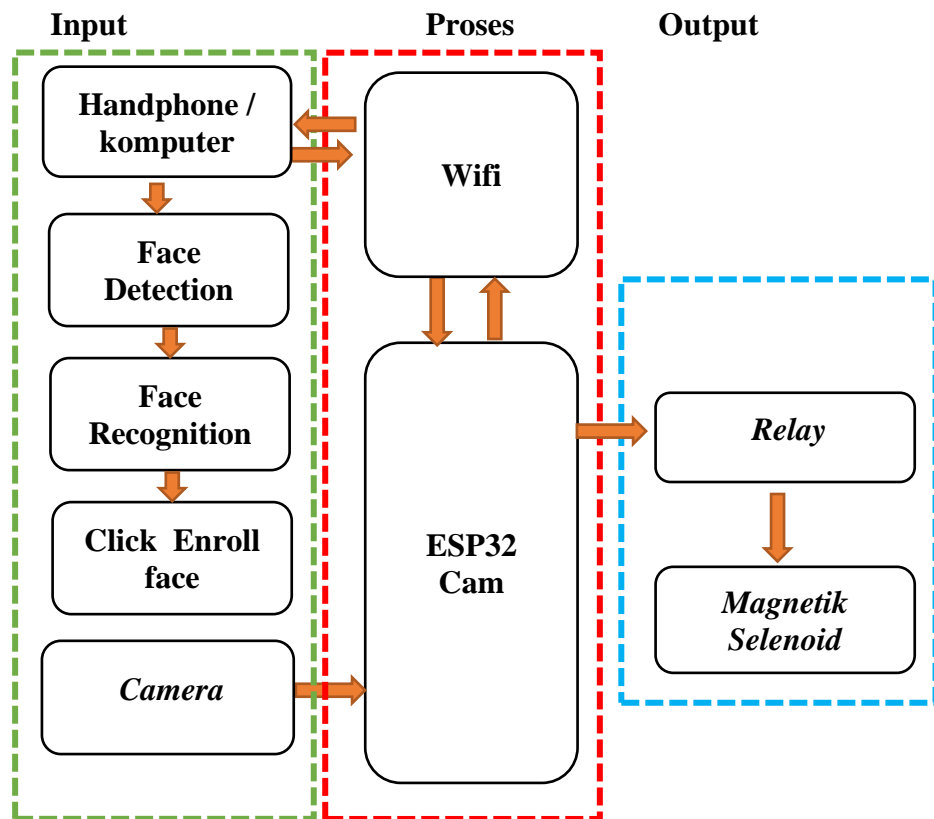 Input
Proses
Output
Handphone /
komputer
Face
Detection
Face
Recognition
Click Enroll
face
Camera
Wifi
ESP32
Cam
Relay
Magnetik
Selenoid